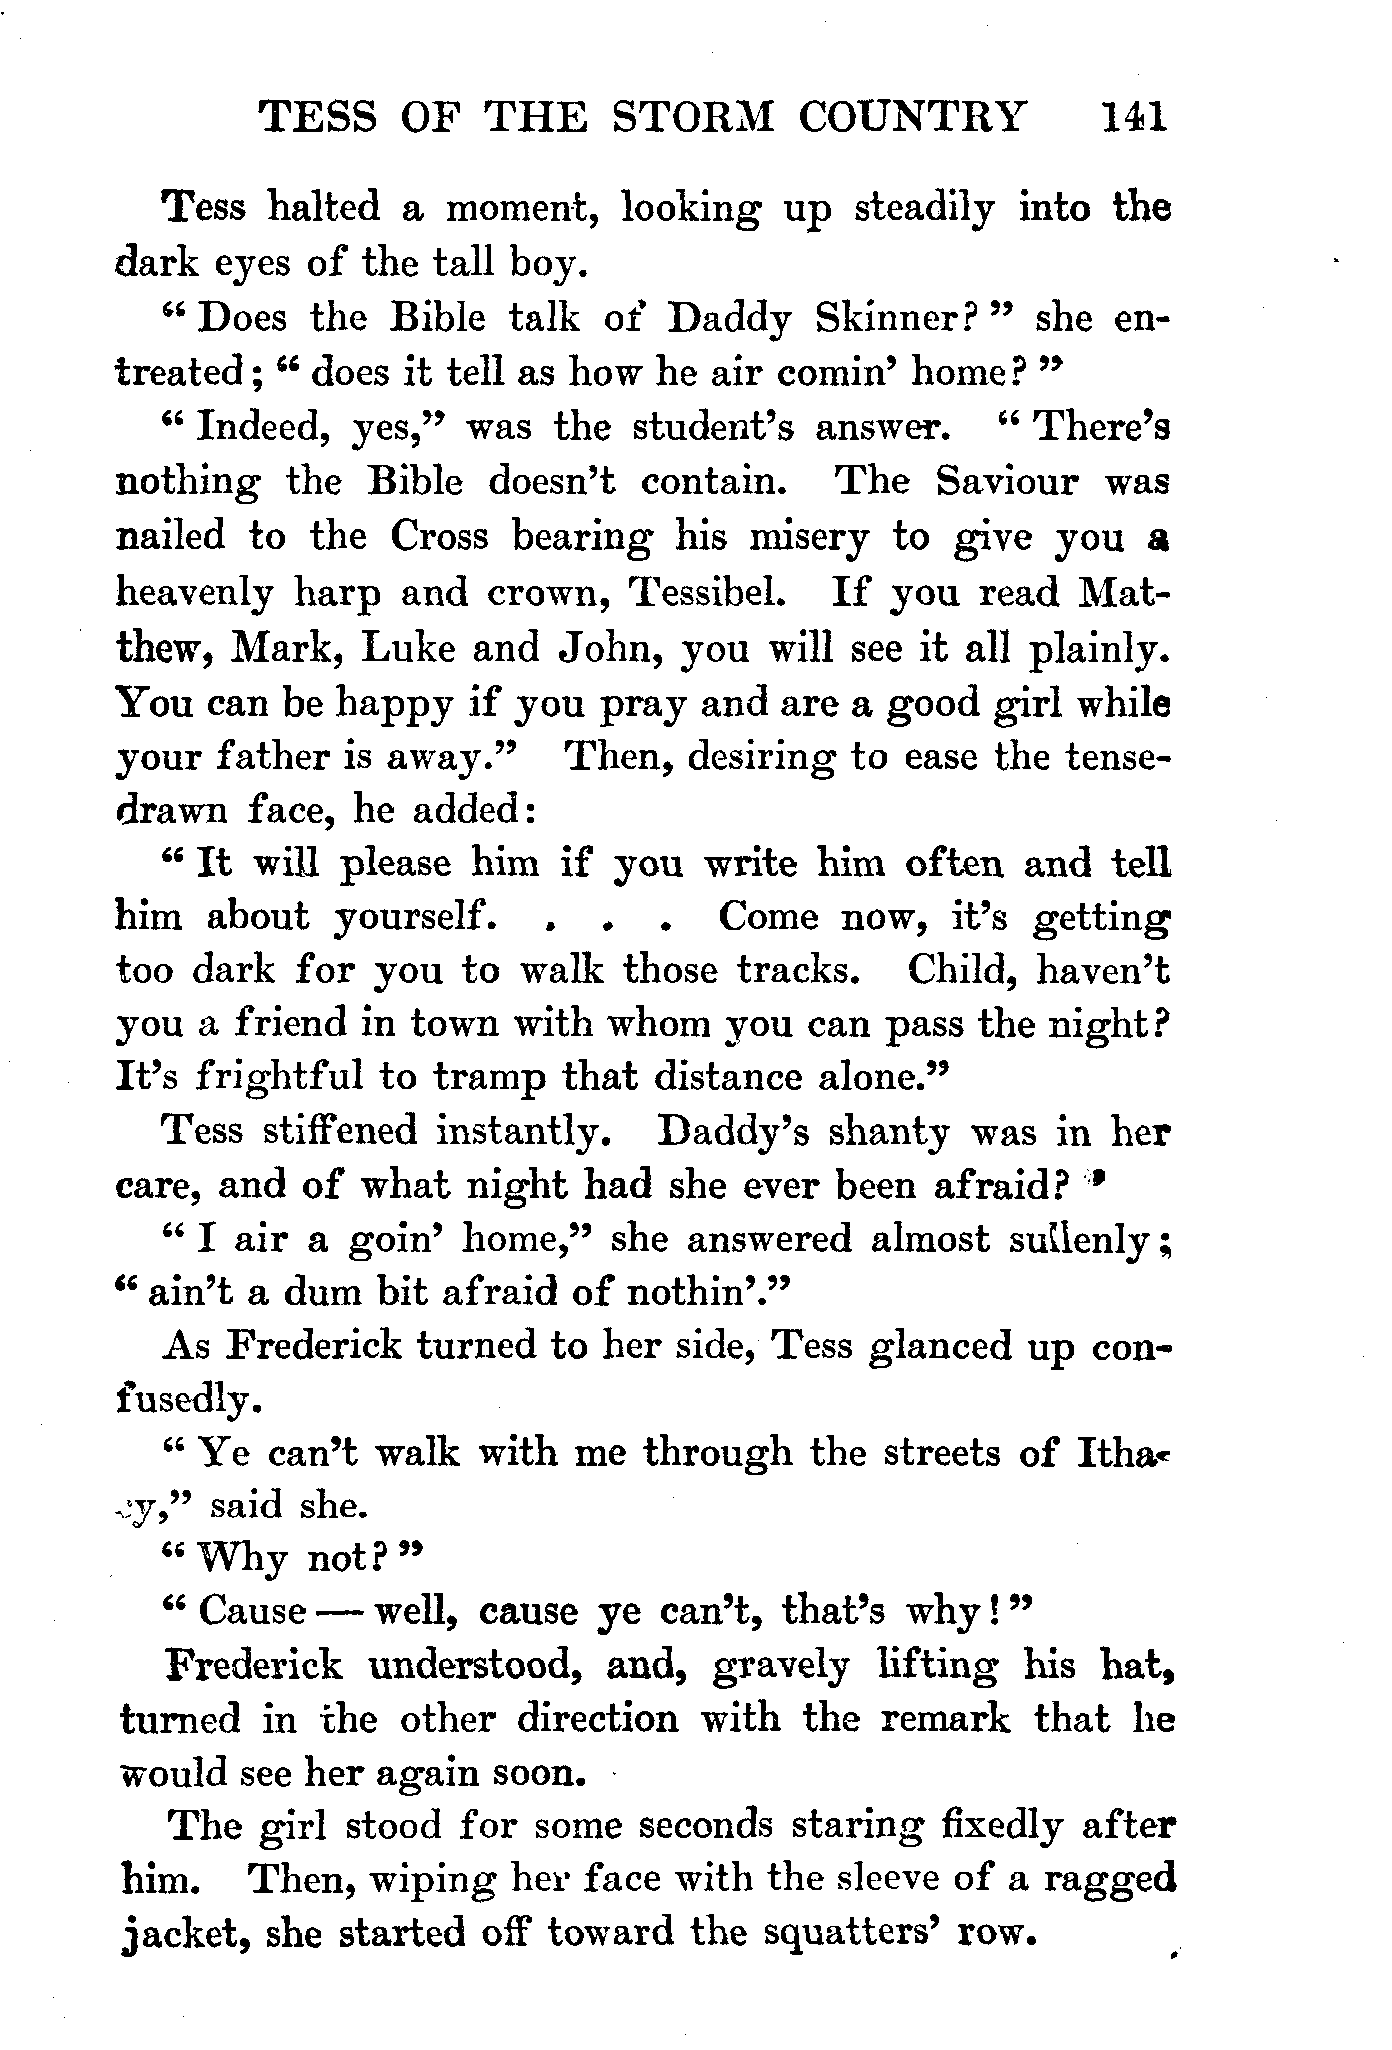 TESS OF THE STORM COUNTRY 141
Tess halted a moment, looking up steadily into the
dark eyes of the tall boy.
“ Does the Bible talk of Daddy Skinner? ” she en-
treated; “ does it tell as how he air comin’ home? ”
“ Indeed, yes,” was the student’s answer. “ There’s
nothing the Bible doesn’t contain. The Saviour was
nailed to the Cross bearing his misery to give you a
heavenly harp and crown, Tessibel. If you read Mat-
thew, Mark, Luke and John, you will see it all plainly.
You can be happy if you pray and are a good girl while
your father is away.” Then, desiring to ease the tense-
drawn face, he added:
“ It will please him if you write him often and tell
him about yourself. . . . Come now, it’s getting
too dark for you to walk those tracks. Child, haven’t
you a friend in town with whom you can pass the night?
It’s frightful to tramp that distance alone.”
Tess stiffened instantly. Daddy’s shanty was in her
care, and of what night had she ever been afraid?
“ I air a goin’ home,” she answered almost sullenly;
“ ain’t a dum bit afraid of nothin’.”
As Frederick turned to her side, Tess glanced up con-
fusedly.
“ Ye can’t walk with me through the streets of Itha-
cy,” said she.
“ Why not? ”
“ Cause — well, cause ye can’t, that’s why! ”
Frederick understood, and, gravely lifting his hat,
turned in the other direction with the remark that he
would see her again soon.
The girl stood for some seconds staring fixedly after
him. Then, wiping her face with the sleeve of a ragged
jacket, she started off toward the squatters’ row.